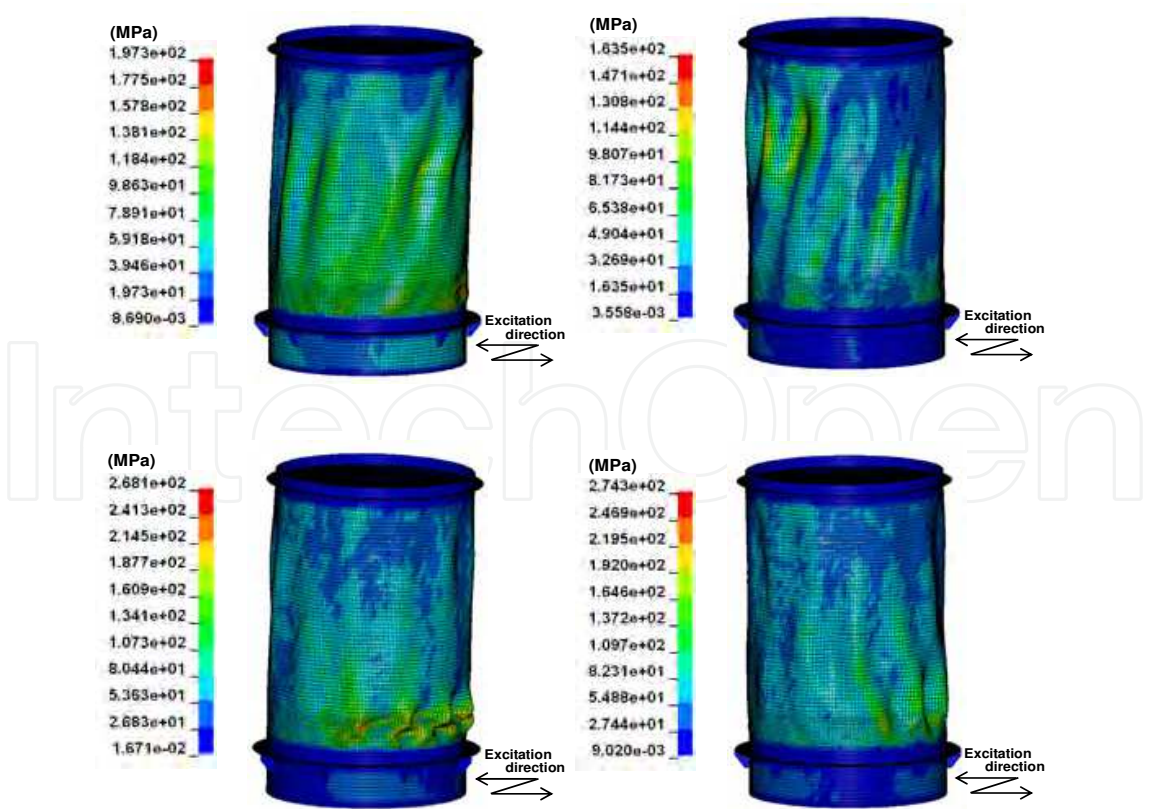 (MPa)
1.973e+02
1.775e+02
1.578e+02
1.381e+02
1.184e+02
9.863e+01
7.891e+01
5.918e+01
3.946e+01
1.973e+01
8.690e-03
Excitation
direction
(MPa)
1.635e+02
1.471e+02
1.308e+02
1.144e+02
9.807e+01
8.173e+01
6.538e+01
4.904e+01
3.269e+01
1.635e+01
3.558e-03
Excitation
direction
IntechOpen
(MPa)
2.681e+02
2.413e+02
2.145e+02
1.877e+02
1.609e+02
1.341e+02
1.073e+02
8.044e+01
5.363e+01
2.683e+01
1.671e-02
Excitation
direction
(MPa)
2.743e+02
2.469e+02
2.195e+02
1.920e+02
1.646e+02
1.372e+02
1.097e+02
8.231e+01
5.488e+01
2.744e+01
9.020e-03
Excitation
direction